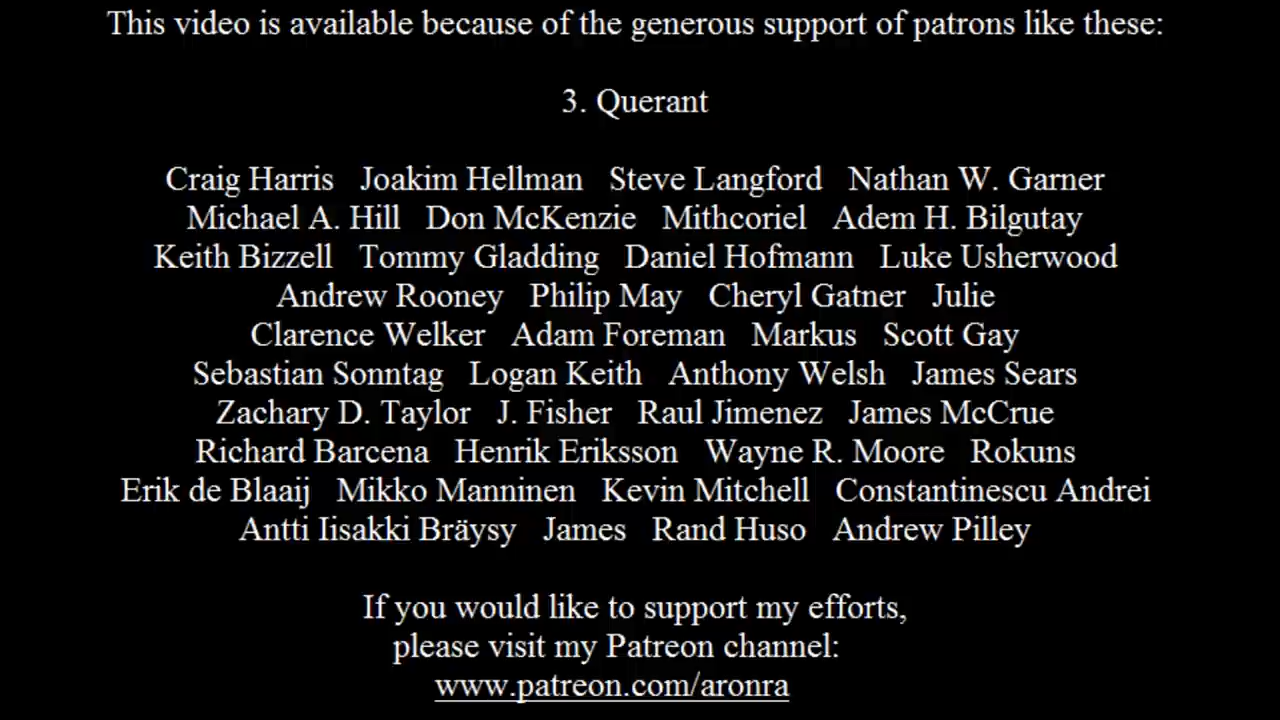 This video is available because of the generous support of patrons like these:
3. Querant
Craig Harris Joakim Hellman Steve Langford Nathan W. Garner
Michael A. Hill Don McKenzie Mithcoriel Adem H. Bilgutay
Keith Bizzell Tommy Gladding Daniel Hofmann Luke Usherwood
Andrew Rooney Philip May Cheryl Gatner Julie
Clarence Welker Adam Foreman Markus Scott Gay
Sebastian Sonntag Logan Keith Anthony Welsh James Sears
Zachary D. Taylor J. Fisher Raul Jimenez James McCrue
Richard Barcena Henrik Eriksson Wayne R. Moore Rokuns
Erik de Blaaij Mikko Manninen Kevin Mitchell Constantinescu Andrei
Antti Iisakki Bräysy James Rand Huso Andrew Pilley
If you would like to support my efforts,
please visit my Patreon channel:
www.patreon.com/aronra